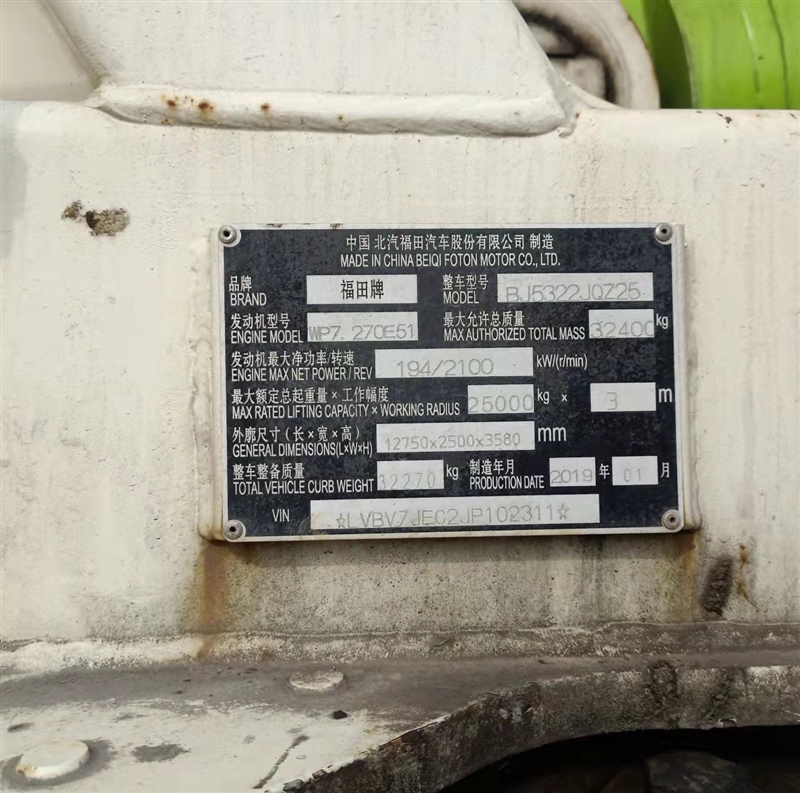 中国 北汽福田汽车股份有限公司 制造
MADE IN CHINA BEIQI FOTON MOTOR CO., LTD.
品牌 福田牌 整车型号 BJ5322JQZ25
BRAND MODEL
发动机型号 WP7. 270E51 最大允许总质量 32400 kg
ENGINE MODEL MAX AUTHORIZED TOTAL MASS
发动机最大净功率/转速 194/2100 kW/(r/min)
ENGINE MAX NET POWER / REV
最大额定总起重量 × 工作幅度 25000 kg × 3 m
MAX RATED LIFTING CAPACITY × WORKING RADIUS
外廓尺寸 (长×宽×高) 12750x2500x3580 mm
GENERAL DIMENSIONS(L×W×H)
整车整备质量 32270 kg 制造年月 2019 年 01 月
TOTAL VEHICLE CURB WEIGHT PRODUCTION DATE
VIN ☆LVBV7JEC2JP102311☆